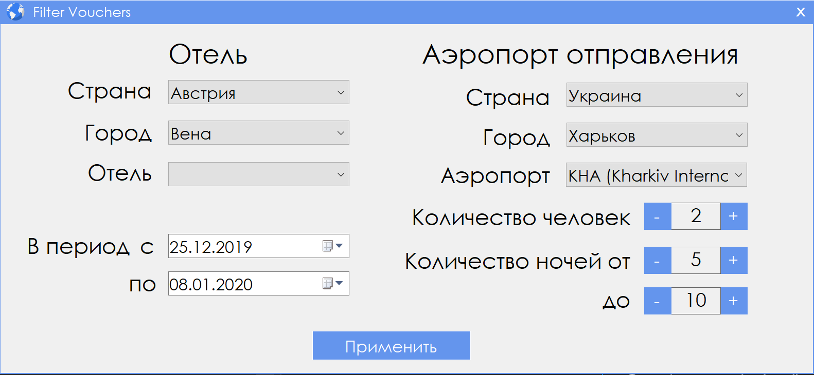 Filter Vouchers X
Отель
Страна Австрия
Город Вена
Отель
В период с 25.12.2019
по 08.01.2020
Аэропорт отправления
Страна Украина
Город Харьков
Аэропорт KHA (Kharkiv Internc
Количество человек - 2 +
Количество ночей от - 5 +
до - 10 +
Применить